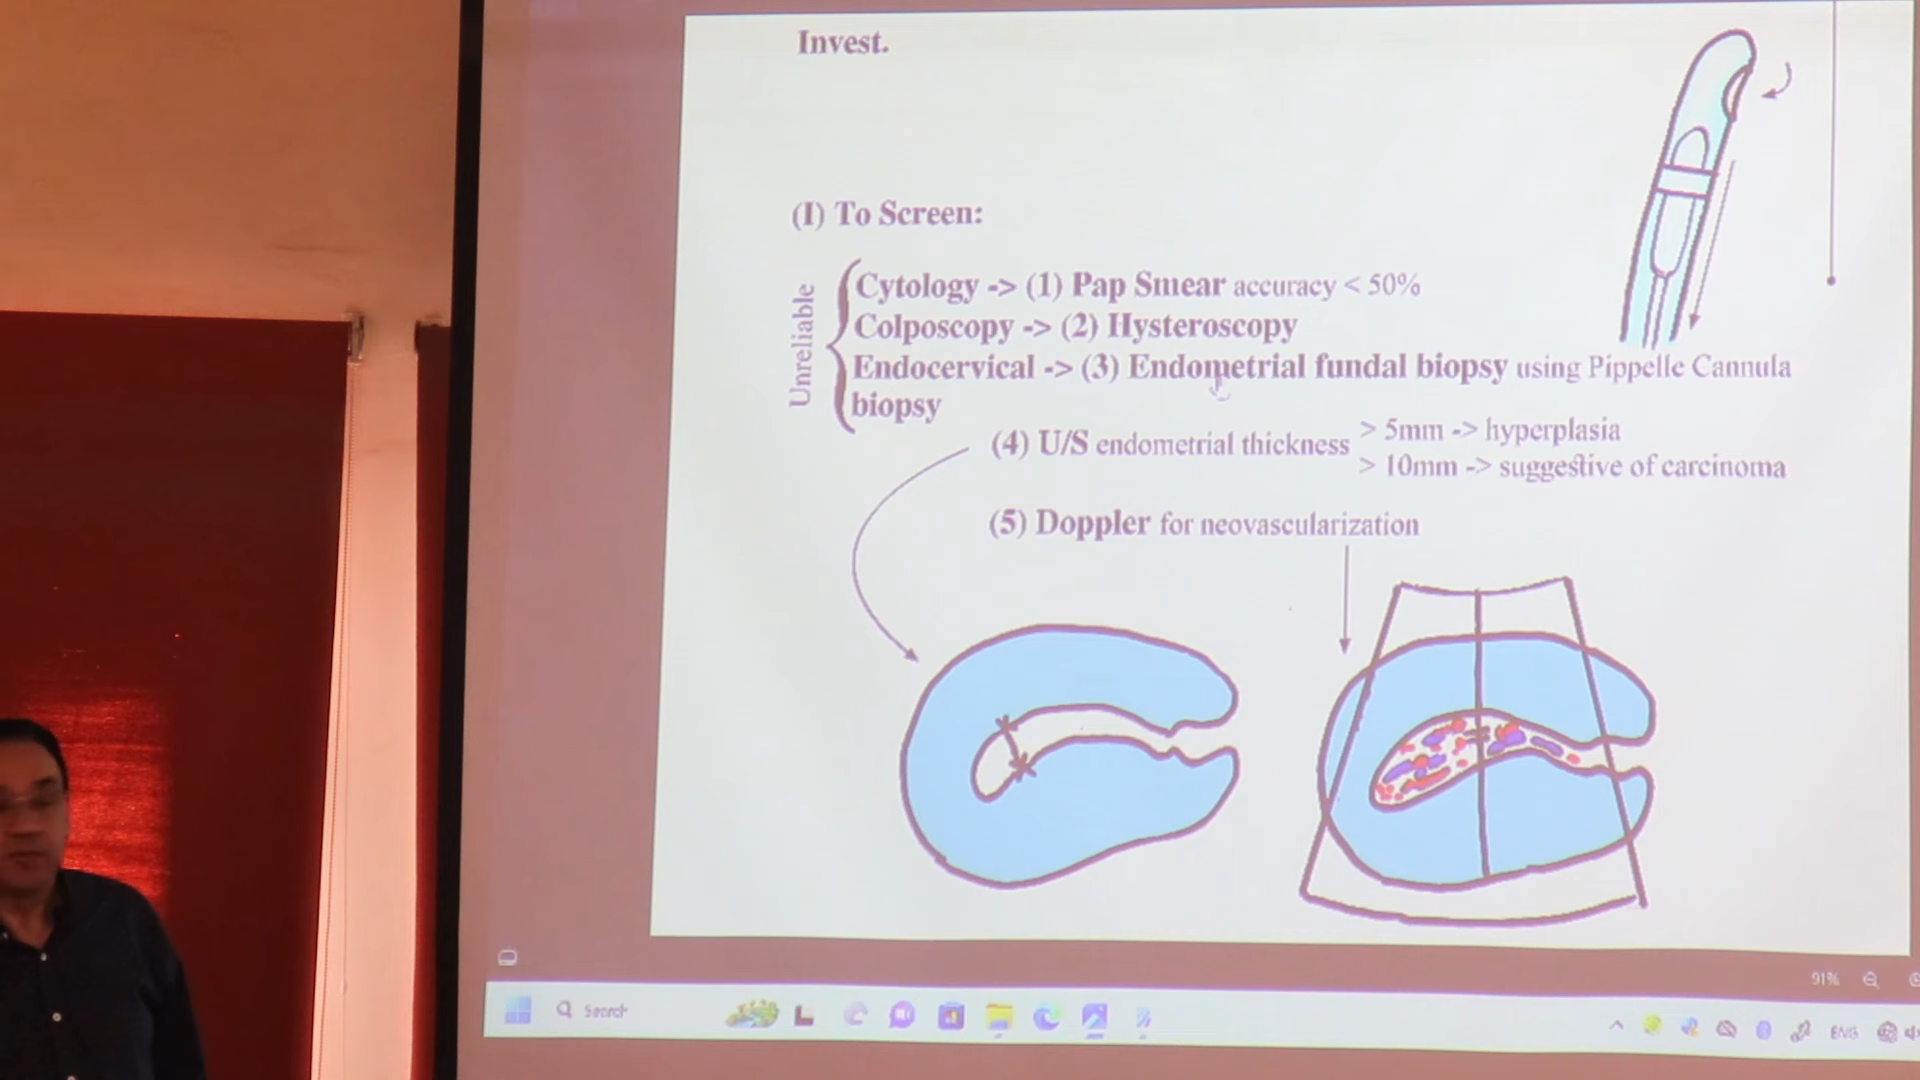 Invest.
(I) To Screen:
Unreliable
Cytology -> (1) Pap Smear accuracy < 50%
Colposcopy -> (2) Hysteroscopy
Endocervical -> (3) Endometrial fundal biopsy using Pippelle Cannula
biopsy
(4) U/S endometrial thickness
> 5mm -> hyperplasia
> 10mm -> suggestive of carcinoma
(5) Doppler for neovascularization
91%
Search
ENG